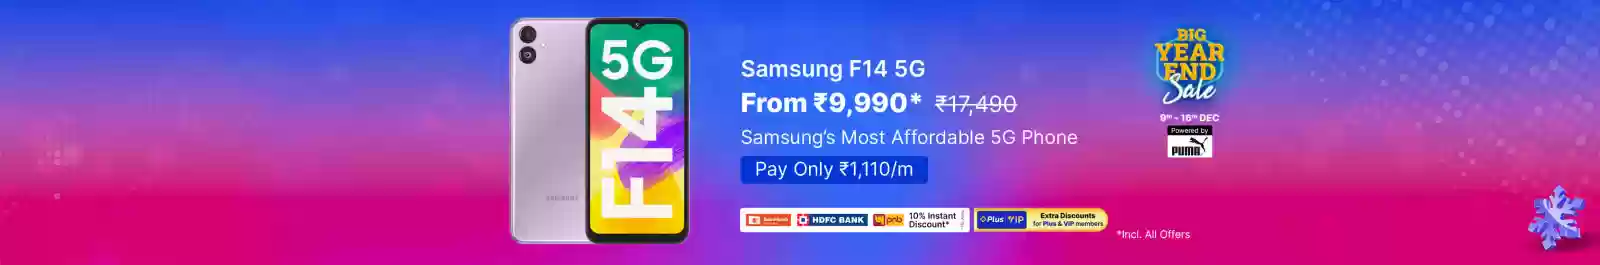 5G
F14
SAMSUNG
Samsung F14 5G
From ₹9,990* ₹17,490
Samsung's Most Affordable 5G Phone
Pay Only ₹1,110/m
HDFC BANK
pnb
10% Instant
Discount*
Plus VIP
Extra Discounts
for Plus & VIP members
*Incl. All Offers
BIG
YEAR
END
Sale
9th - 16th DEC
Powered by
PUMA